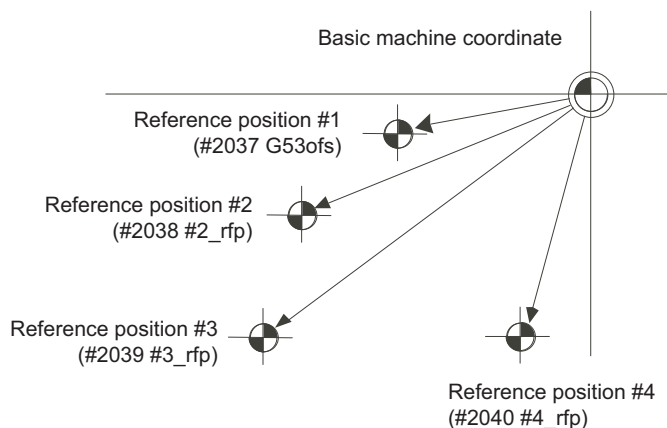 Basic machine coordinate
Reference position #1
(#2037 G53ofs)
Reference position #2
(#2038 #2_rfp)
Reference position #3
(#2039 #3_rfp)
Reference position #4
(#2040 #4_rfp)